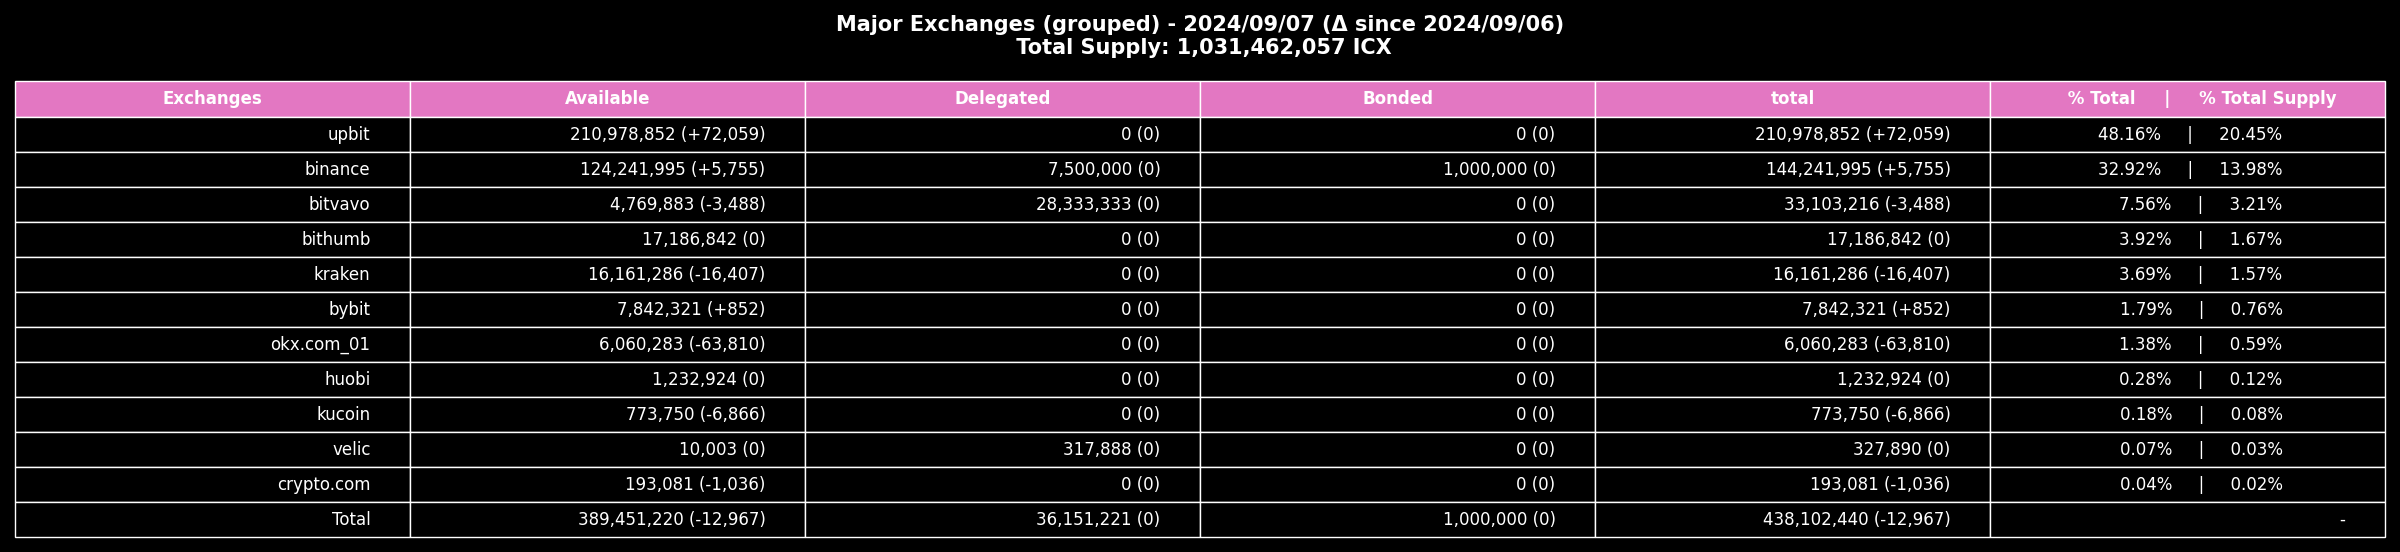 Major Exchanges (grouped) - 2024/09/07 (Δ since 2024/09/06)
Total Supply: 1,031,462,057 ICX
Exchanges Available Delegated Bonded total % Total | % Total Supply
upbit 210,978,852 (+72,059) 0 (0) 0 (0) 210,978,852 (+72,059) 48.16% | 20.45%
binance 124,241,995 (+5,755) 7,500,000 (0) 1,000,000 (0) 144,241,995 (+5,755) 32.92% | 13.98%
bitvavo 4,769,883 (-3,488) 28,333,333 (0) 0 (0) 33,103,216 (-3,488) 7.56% | 3.21%
bithumb 17,186,842 (0) 0 (0) 0 (0) 17,186,842 (0) 3.92% | 1.67%
kraken 16,161,286 (-16,407) 0 (0) 0 (0) 16,161,286 (-16,407) 3.69% | 1.57%
bybit 7,842,321 (+852) 0 (0) 0 (0) 7,842,321 (+852) 1.79% | 0.76%
okx.com_01 6,060,283 (-63,810) 0 (0) 0 (0) 6,060,283 (-63,810) 1.38% | 0.59%
huobi 1,232,924 (0) 0 (0) 0 (0) 1,232,924 (0) 0.28% | 0.12%
kucoin 773,750 (-6,866) 0 (0) 0 (0) 773,750 (-6,866) 0.18% | 0.08%
velic 10,003 (0) 317,888 (0) 0 (0) 327,890 (0) 0.07% | 0.03%
crypto.com 193,081 (-1,036) 0 (0) 0 (0) 193,081 (-1,036) 0.04% | 0.02%
Total 389,451,220 (-12,967) 36,151,221 (0) 1,000,000 (0) 438,102,440 (-12,967) -